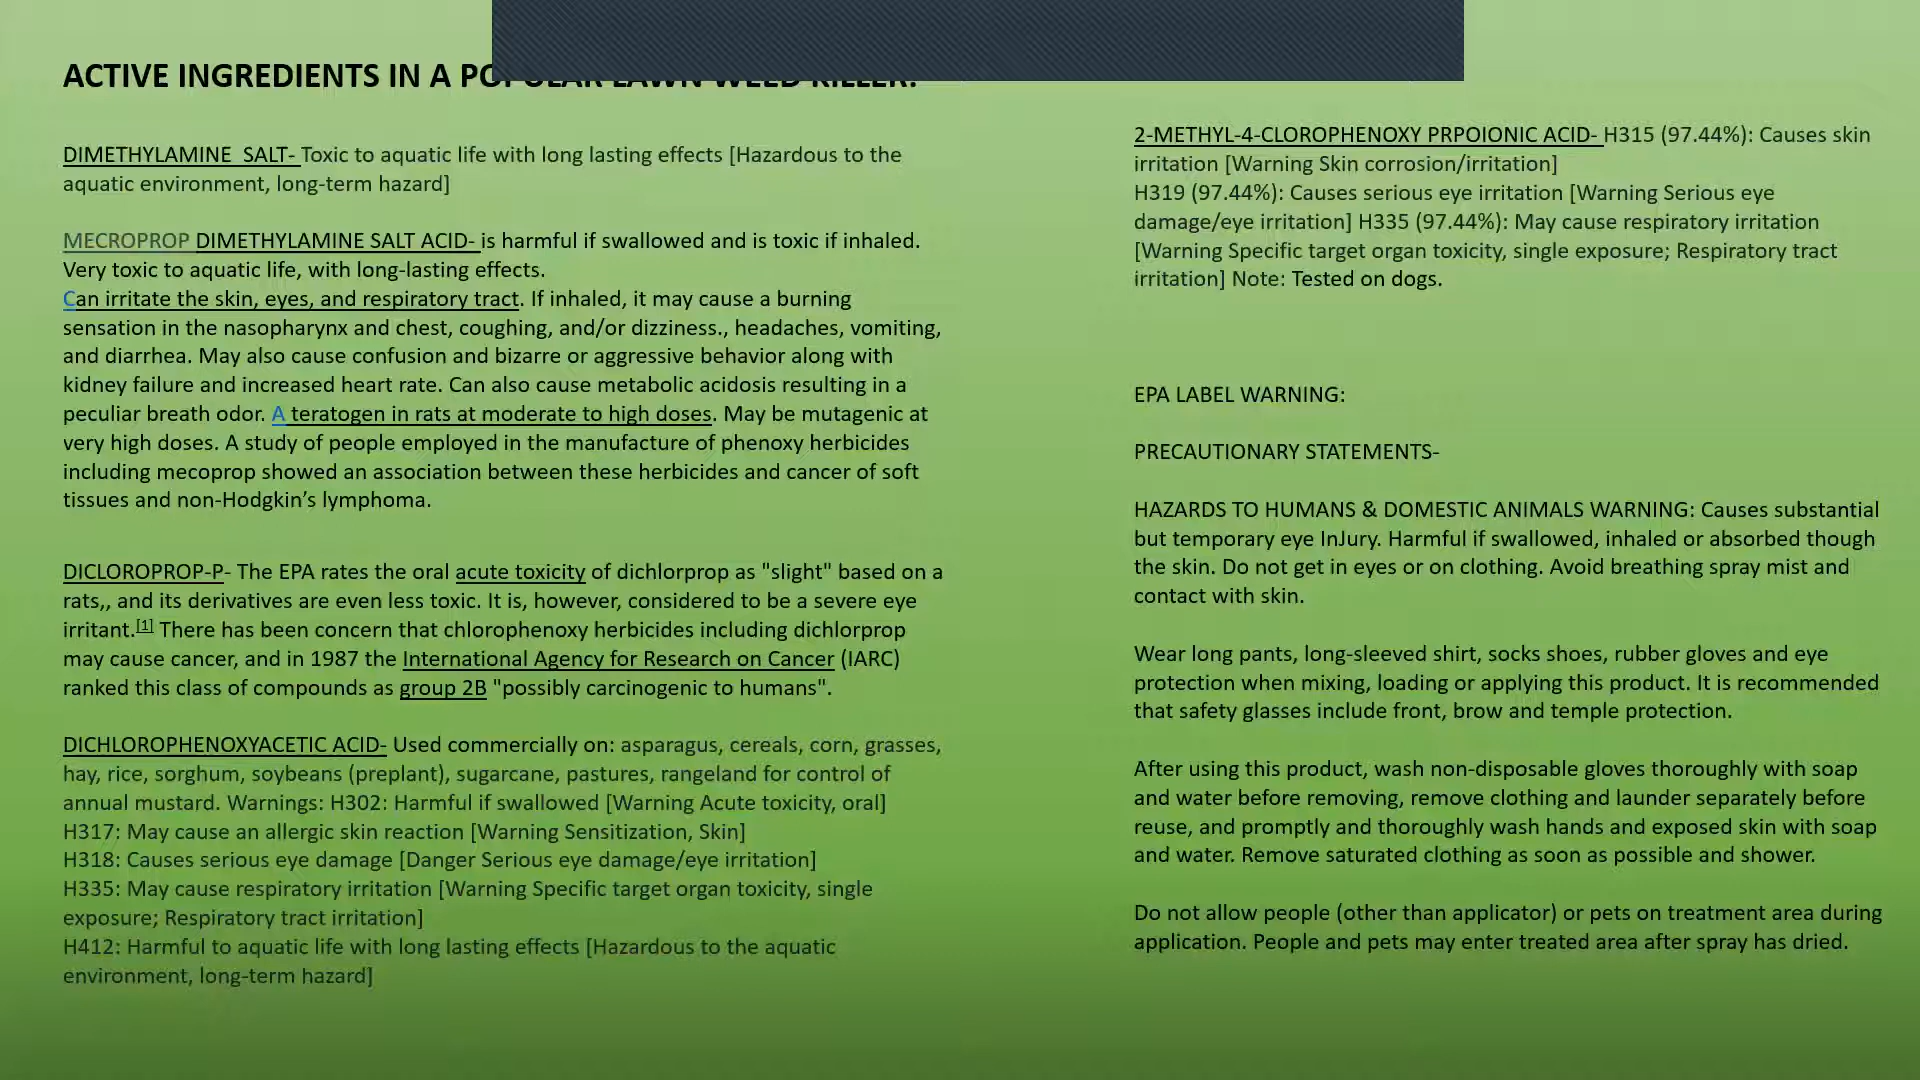 ACTIVE INGREDIENTS IN A POPULAR LAWN WEED KILLER:
DIMETHYLAMINE  SALT- Toxic to aquatic life with long lasting effects [Hazardous to the
aquatic environment, long-term hazard]
MECROPROP DIMETHYLAMINE SALT ACID- is harmful if swallowed and is toxic if inhaled.
Very toxic to aquatic life, with long-lasting effects.
Can irritate the skin, eyes, and respiratory tract. If inhaled, it may cause a burning
sensation in the nasopharynx and chest, coughing, and/or dizziness., headaches, vomiting,
and diarrhea. May also cause confusion and bizarre or aggressive behavior along with
kidney failure and increased heart rate. Can also cause metabolic acidosis resulting in a
peculiar breath odor. A teratogen in rats at moderate to high doses. May be mutagenic at
very high doses. A study of people employed in the manufacture of phenoxy herbicides
including mecoprop showed an association between these herbicides and cancer of soft
tissues and non-Hodgkin’s lymphoma.
DICLOROPROP-P- The EPA rates the oral acute toxicity of dichlorprop as "slight" based on a
rats,, and its derivatives are even less toxic. It is, however, considered to be a severe eye
irritant.[1] There has been concern that chlorophenoxy herbicides including dichlorprop
may cause cancer, and in 1987 the International Agency for Research on Cancer (IARC)
ranked this class of compounds as group 2B "possibly carcinogenic to humans".
DICHLOROPHENOXYACETIC ACID- Used commercially on: asparagus, cereals, corn, grasses,
hay, rice, sorghum, soybeans (preplant), sugarcane, pastures, rangeland for control of
annual mustard. Warnings: H302: Harmful if swallowed [Warning Acute toxicity, oral]
H317: May cause an allergic skin reaction [Warning Sensitization, Skin]
H318: Causes serious eye damage [Danger Serious eye damage/eye irritation]
H335: May cause respiratory irritation [Warning Specific target organ toxicity, single
exposure; Respiratory tract irritation]
H412: Harmful to aquatic life with long lasting effects [Hazardous to the aquatic
environment, long-term hazard]
2-METHYL-4-CLOROPHENOXY PRPOIONIC ACID- H315 (97.44%): Causes skin
irritation [Warning Skin corrosion/irritation]
H319 (97.44%): Causes serious eye irritation [Warning Serious eye
damage/eye irritation] H335 (97.44%): May cause respiratory irritation
[Warning Specific target organ toxicity, single exposure; Respiratory tract
irritation] Note: Tested on dogs.
EPA LABEL WARNING:
PRECAUTIONARY STATEMENTS-
HAZARDS TO HUMANS & DOMESTIC ANIMALS WARNING: Causes substantial
but temporary eye InJury. Harmful if swallowed, inhaled or absorbed though
the skin. Do not get in eyes or on clothing. Avoid breathing spray mist and
contact with skin.
Wear long pants, long-sleeved shirt, socks shoes, rubber gloves and eye
protection when mixing, loading or applying this product. It is recommended
that safety glasses include front, brow and temple protection.
After using this product, wash non-disposable gloves thoroughly with soap
and water before removing, remove clothing and launder separately before
reuse, and promptly and thoroughly wash hands and exposed skin with soap
and water. Remove saturated clothing as soon as possible and shower.
Do not allow people (other than applicator) or pets on treatment area during
application. People and pets may enter treated area after spray has dried.